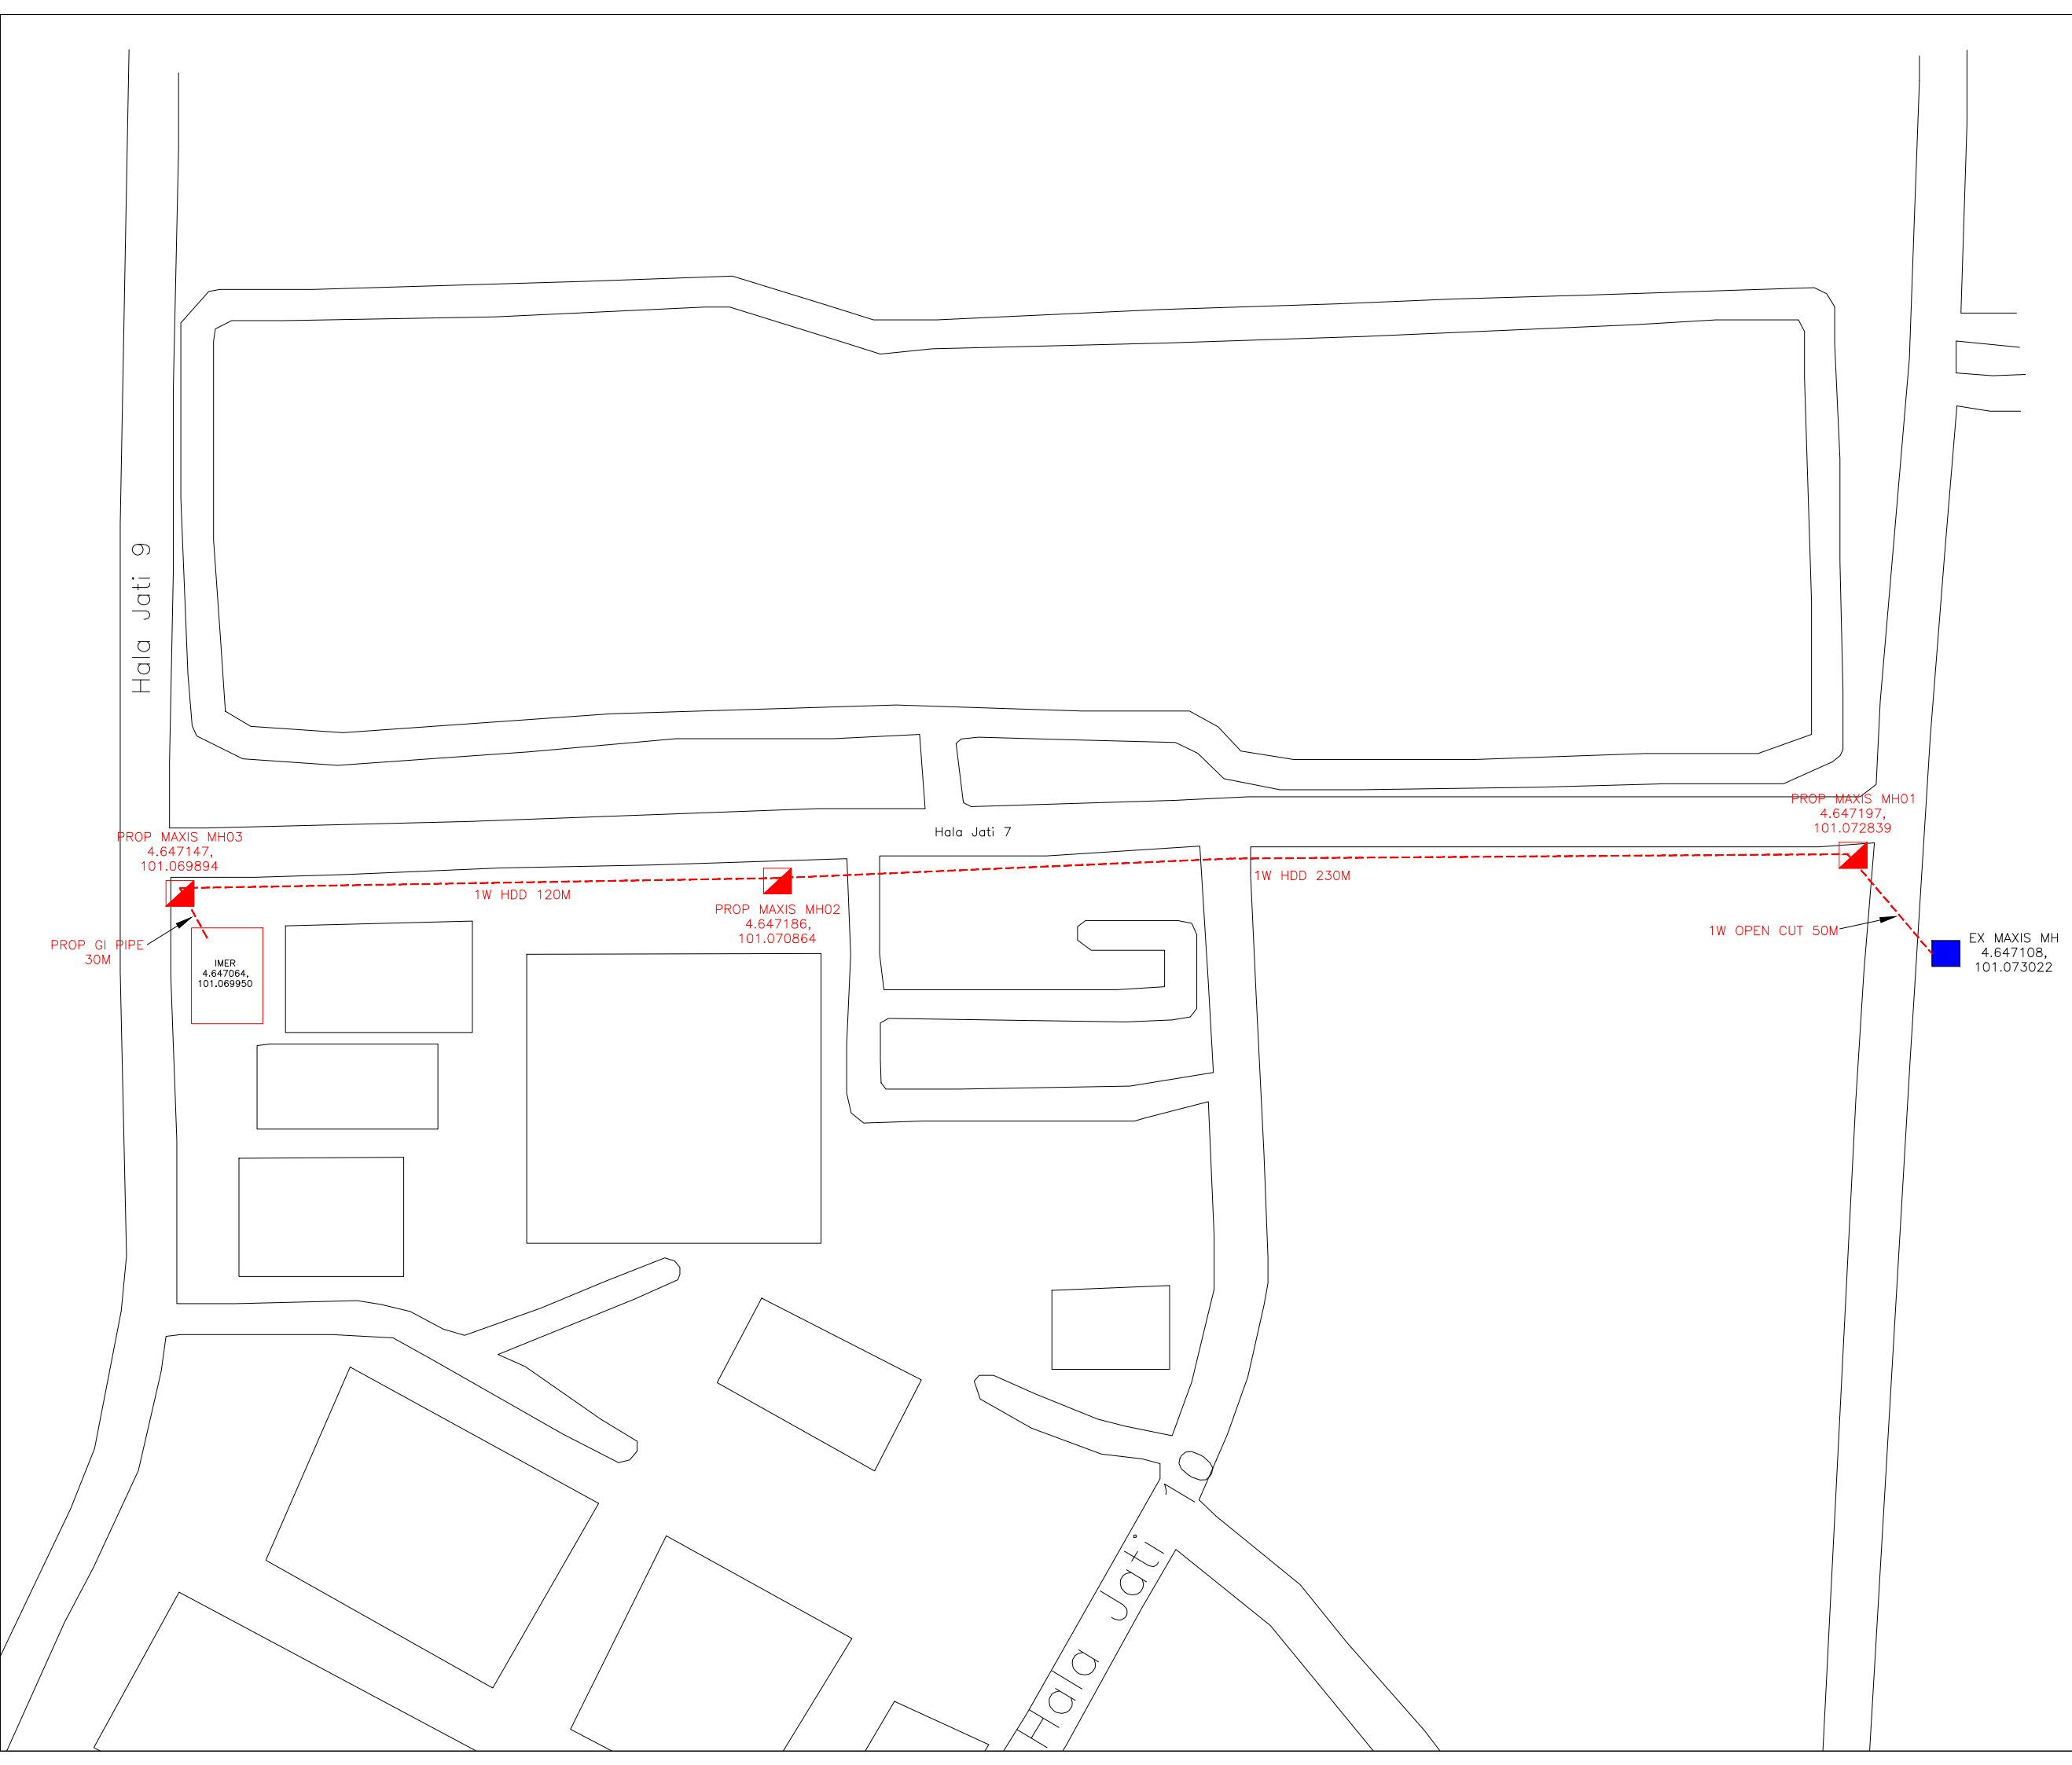 Hala Jati 9
PROP MAXIS MH01
4.647197,
101.072839
Hala Jati 7
PROP MAXIS MH03
4.647147,
101.069894
1W HDD 120M
1W HDD 230M
PROP MAXIS MH02
4.647186,
101.070864
1W OPEN CUT 50M
EX MAXIS MH
4.647108,
101.073022
PROP GI PIPE
30M
IMER
4.647064,
101.069950
Hala Jati 10